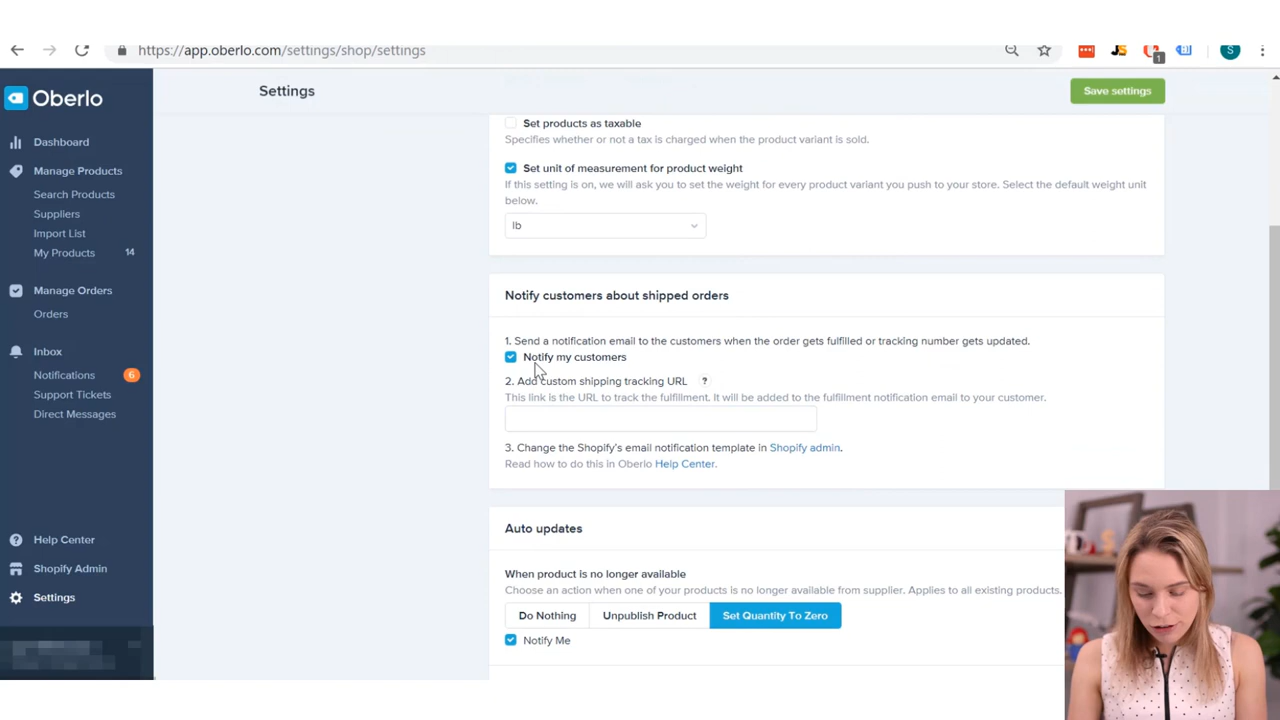 https://app.oberlo.com/settings/shop/settings
JS
1
S
Oberlo
Settings
Save settings
Dashboard
Manage Products
Search Products
Suppliers
Import List
My Products 14
Manage Orders
Orders
Inbox
Notifications 6
Support Tickets
Direct Messages
Help Center
Shopify Admin
Settings
Set products as taxable
Specifies whether or not a tax is charged when the product variant is sold.
Set unit of measurement for product weight
If this setting is on, we will ask you to set the weight for every product variant you push to your store. Select the default weight unit
below.
lb
Notify customers about shipped orders
1. Send a notification email to the customers when the order gets fulfilled or tracking number gets updated.
Notify my customers
2. Add custom shipping tracking URL ?
This link is the URL to track the fulfillment. It will be added to the fulfillment notification email to your customer.
3. Change the Shopify's email notification template in Shopify admin.
Read how to do this in Oberlo Help Center.
Auto updates
When product is no longer available
Choose an action when one of your products is no longer available from supplier. Applies to all existing products.
Do Nothing Unpublish Product Set Quantity To Zero
Notify Me